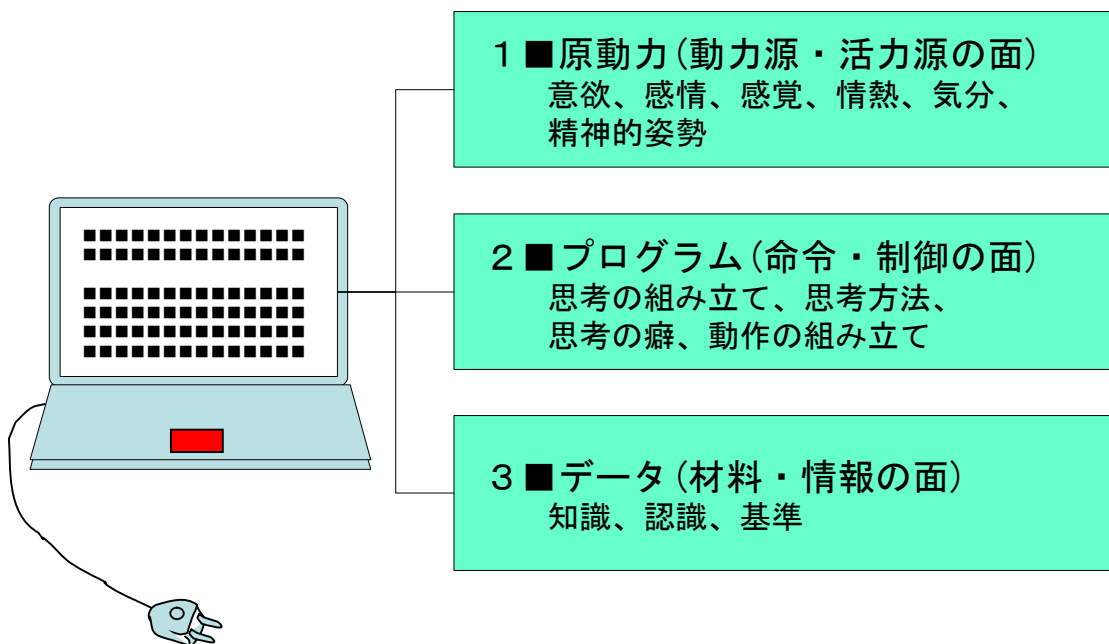 １■原動力(動力源・活力源の面)
意欲、感情、感覚、情熱、気分、
精神的姿勢
２■プログラム(命令・制御の面)
思考の組み立て、思考方法、
思考の癖、動作の組み立て
３■データ(材料・情報の面)
知識、認識、基準